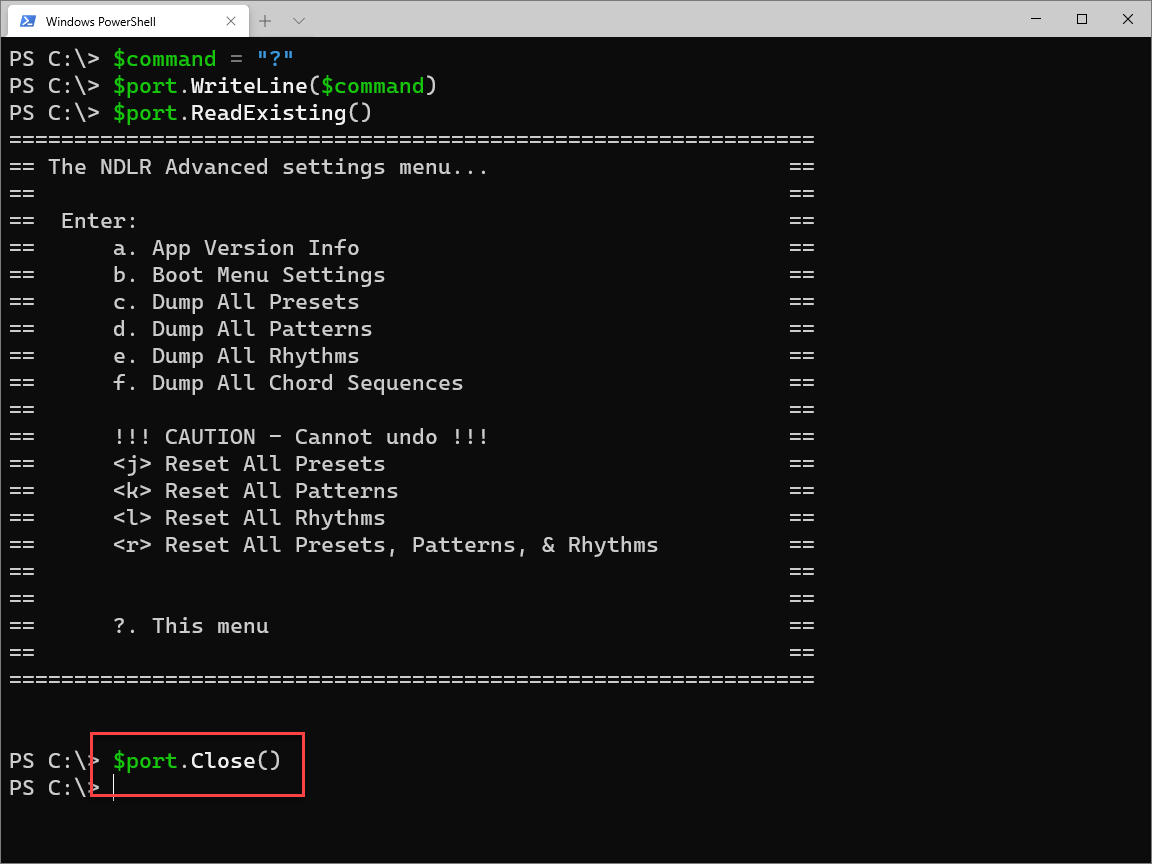 Windows PowerShell
PS C:\> $command = "?"
PS C:\> $port.WriteLine($command)
PS C:\> $port.ReadExisting()
==============================================================
== The NDLR Advanced settings menu...                       ==
==                                                          ==
==  Enter:                                                  ==
==      a. App Version Info                                 ==
==      b. Boot Menu Settings                               ==
==      c. Dump All Presets                                 ==
==      d. Dump All Patterns                                ==
==      e. Dump All Rhythms                                 ==
==      f. Dump All Chord Sequences                         ==
==                                                          ==
==      !!! CAUTION - Cannot undo !!!                       ==
==      <j> Reset All Presets                               ==
==      <k> Reset All Patterns                              ==
==      <l> Reset All Rhythms                               ==
==      <r> Reset All Presets, Patterns, & Rhythms          ==
==                                                          ==
==                                                          ==
==      ?. This menu                                        ==
==                                                          ==
==============================================================
PS C:\> $port.Close()
PS C:\>